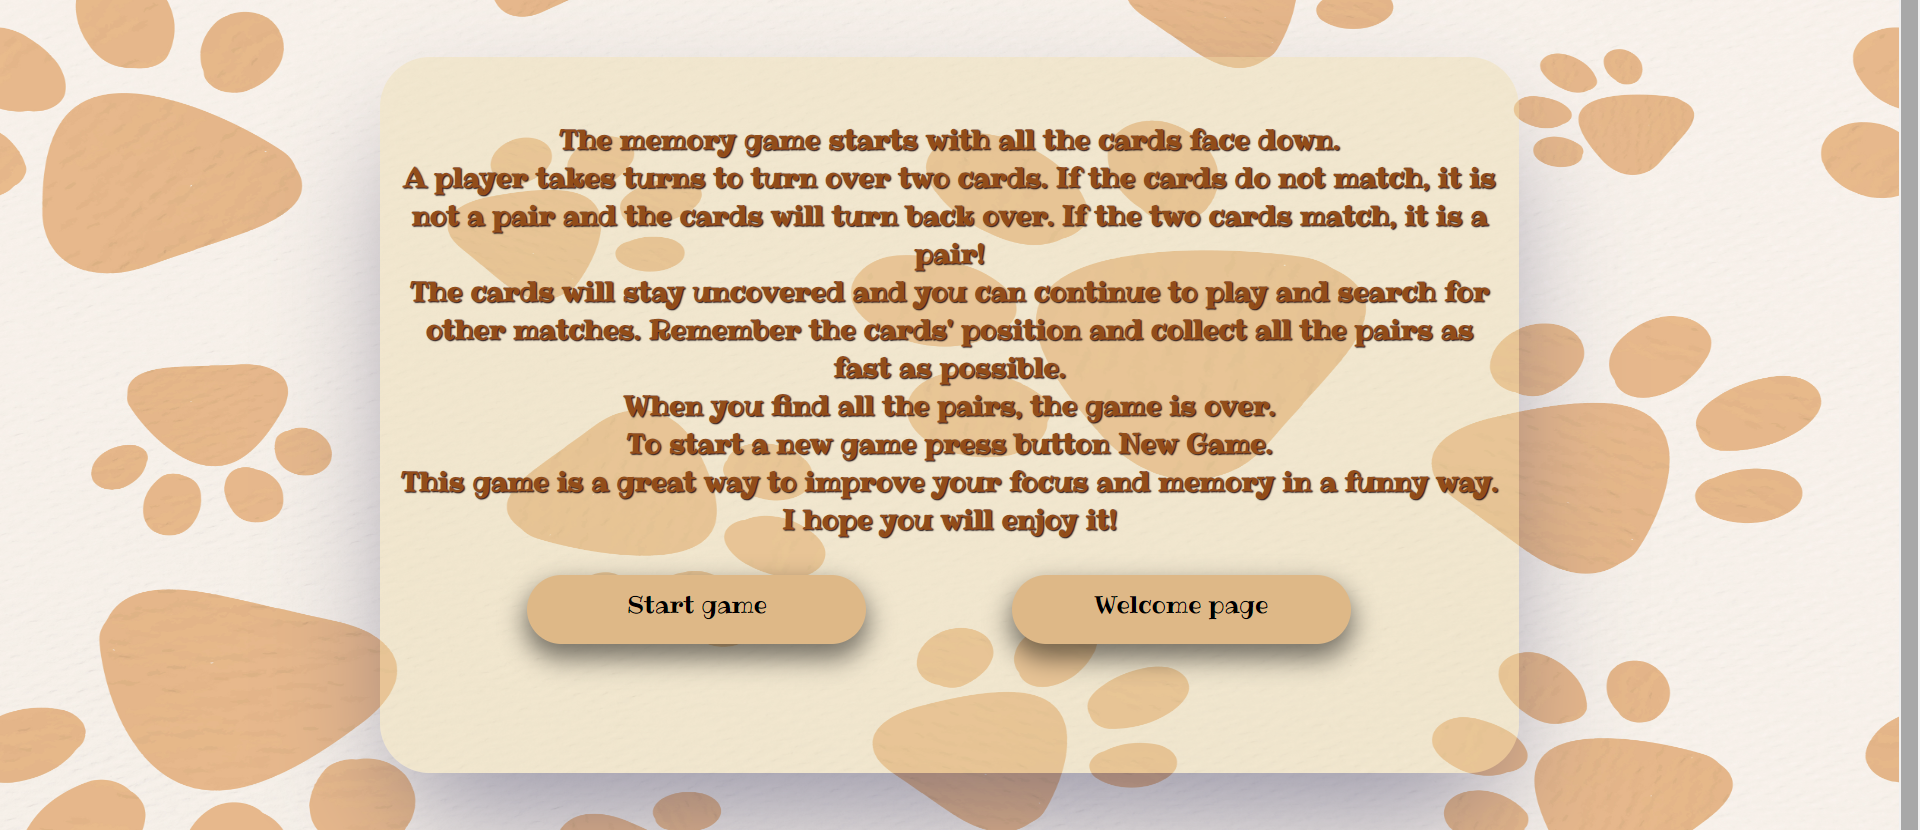 The memory game starts with all the cards face down.
A player takes turns to turn over two cards. If the cards do not match, it is
not a pair and the cards will turn back over. If the two cards match, it is a
pair!
The cards will stay uncovered and you can continue to play and search for
other matches. Remember the cards' position and collect all the pairs as
fast as possible.
When you find all the pairs, the game is over.
To start a new game press button New Game.
This game is a great way to improve your focus and memory in a funny way.
I hope you will enjoy it!
Start game
Welcome page